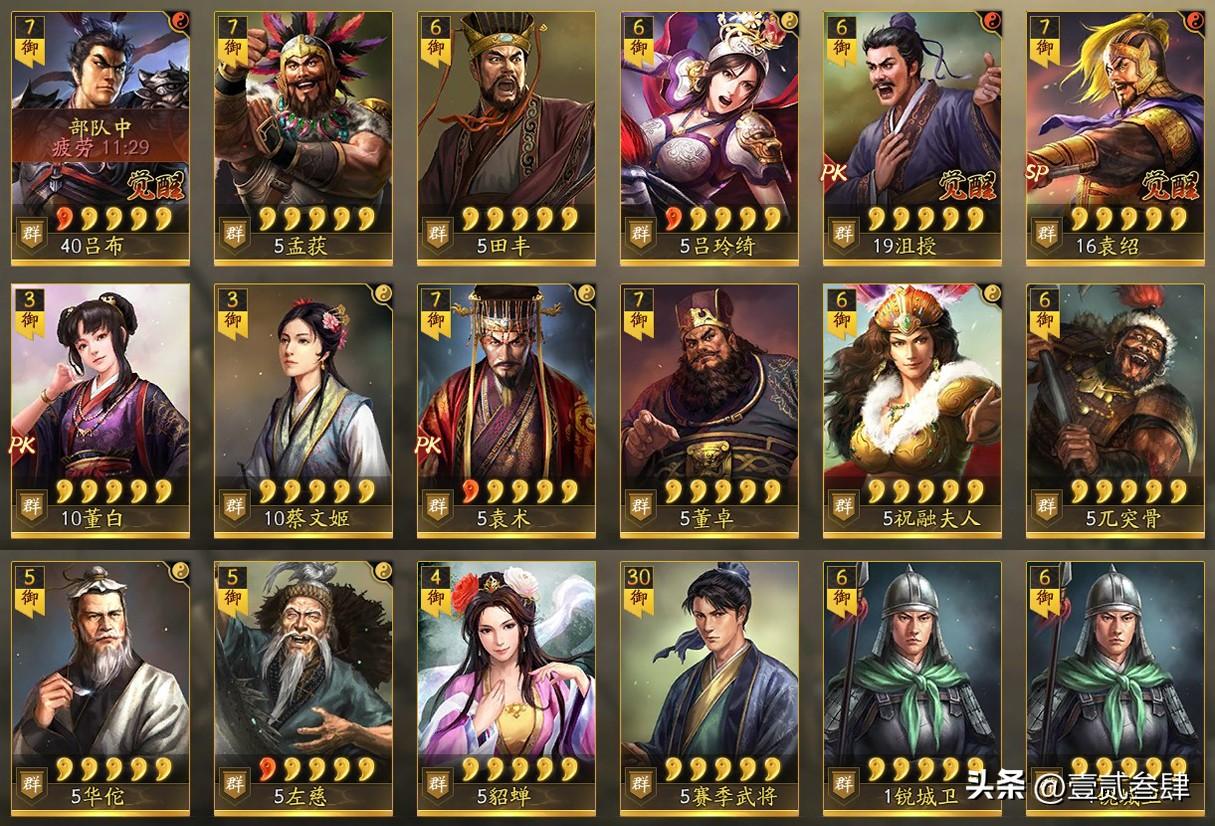 7
御
部队中
疲劳 11:29
觉醒
群
40吕布
7
御
群
5孟获
6
御
群
5田丰
6
御
群
5吕玲绮
6
御
PK
觉醒
群
19沮授
7
御
SP
觉醒
群
16袁绍
3
御
PK
群
10董白
3
御
群
10蔡文姬
7
御
PK
群
5袁术
7
御
群
5董卓
6
御
群
5祝融夫人
6
御
群
5兀突骨
5
御
群
5华佗
5
御
群
5左慈
4
御
群
5貂蝉
30
御
群
5赛季武将
6
御
群
1锐城卫
6
御
头条 @壹贰叁肆